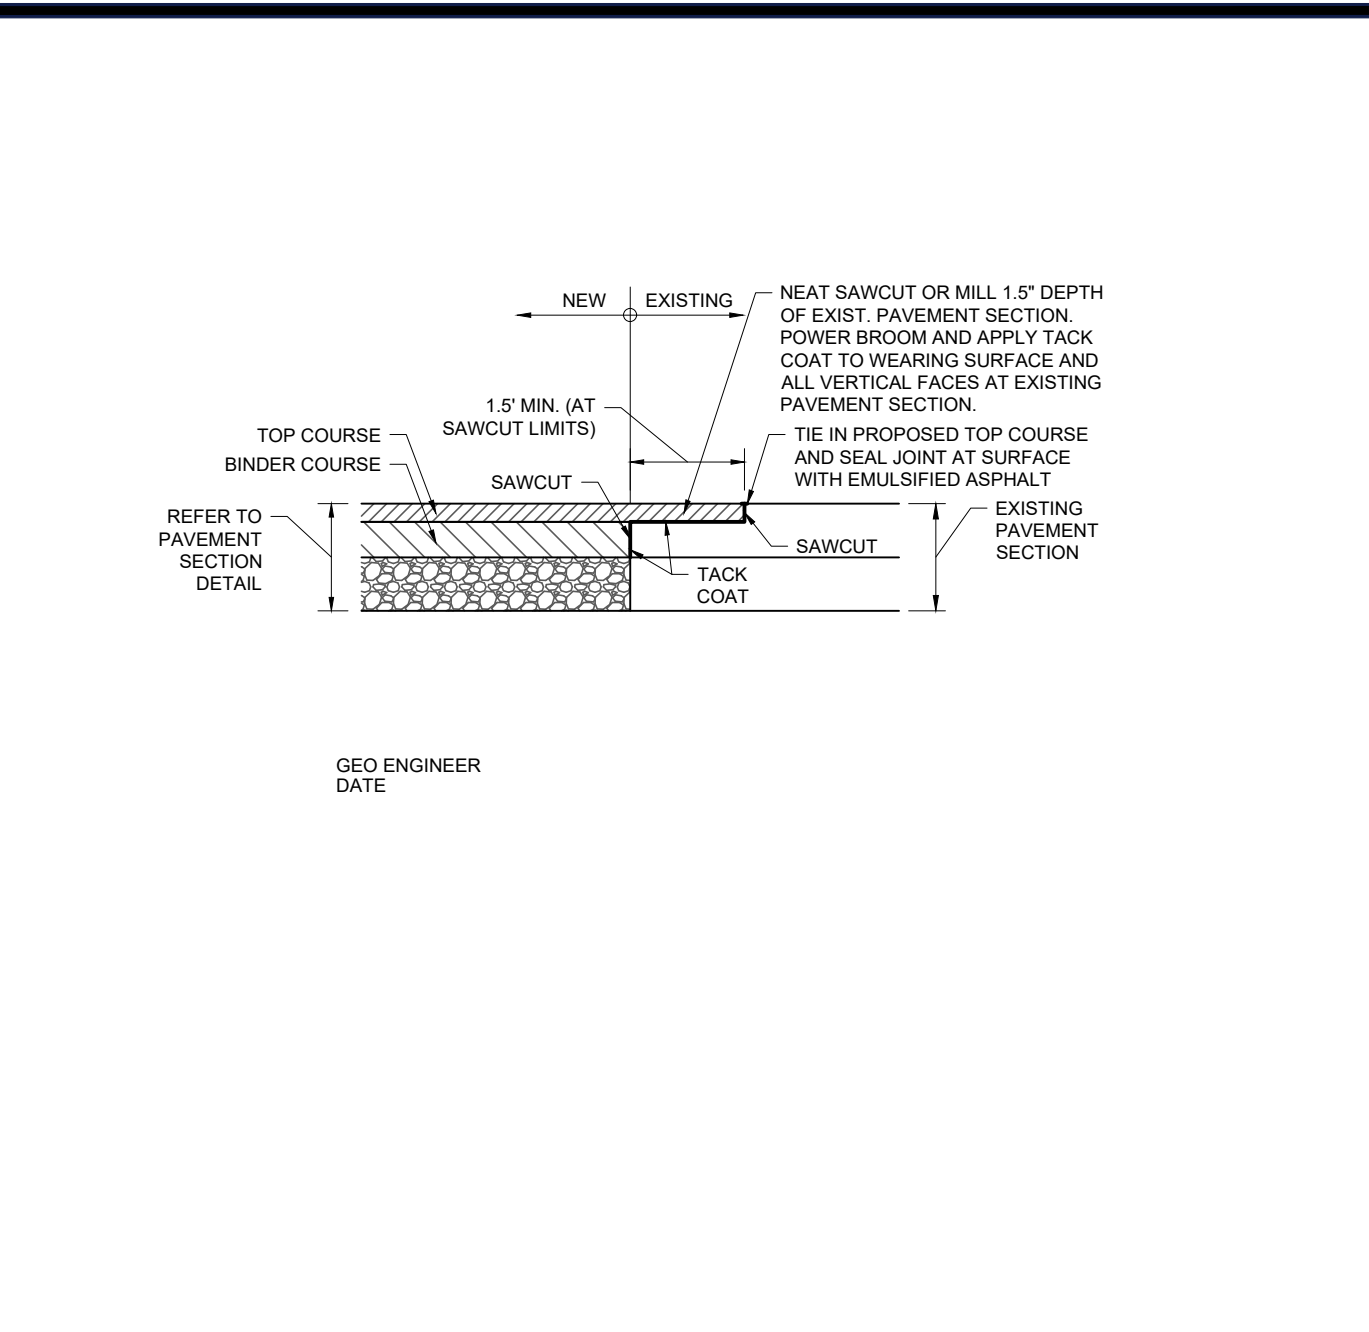 NEW
EXISTING
NEAT SAWCUT OR MILL 1.5" DEPTH
OF EXIST. PAVEMENT SECTION.
POWER BROOM AND APPLY TACK
COAT TO WEARING SURFACE AND
ALL VERTICAL FACES AT EXISTING
PAVEMENT SECTION.
1.5' MIN. (AT
SAWCUT LIMITS)
TOP COURSE
BINDER COURSE
TIE IN PROPOSED TOP COURSE
AND SEAL JOINT AT SURFACE
WITH EMULSIFIED ASPHALT
SAWCUT
REFER TO
PAVEMENT
SECTION
DETAIL
EXISTING
PAVEMENT
SECTION
SAWCUT
TACK
COAT
GEO ENGINEER
DATE